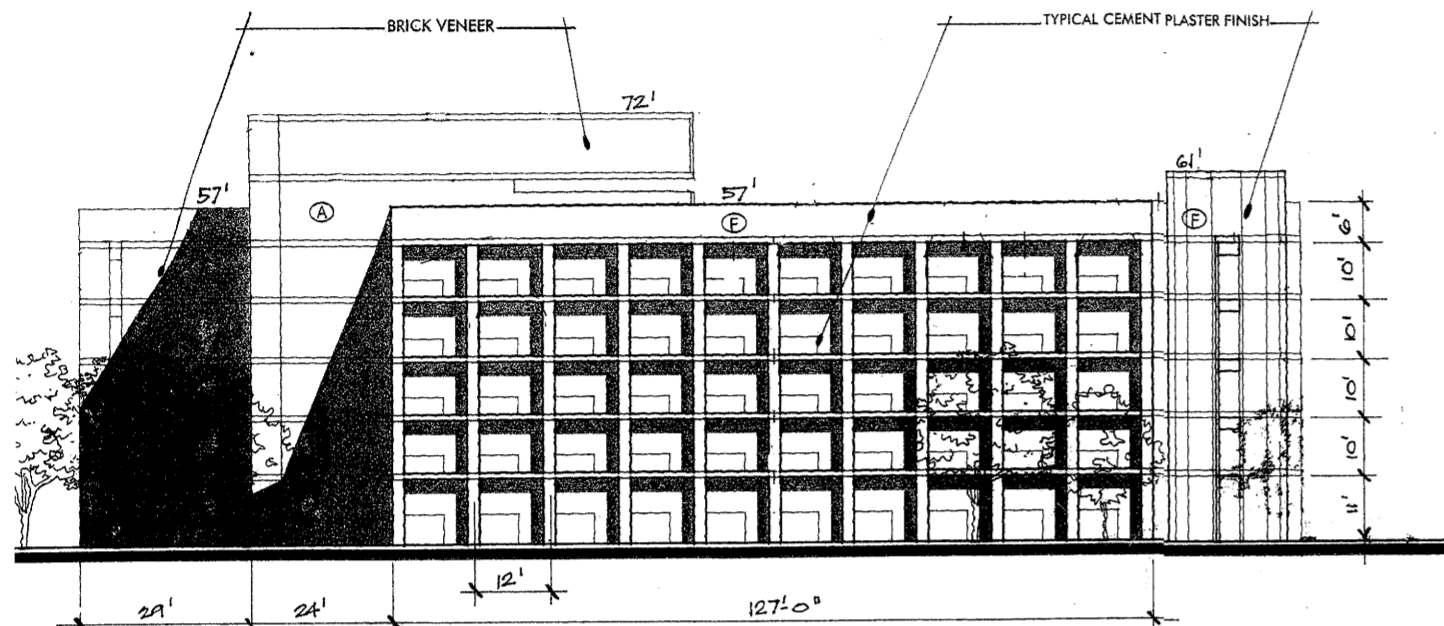 BRICK VENEER
TYPICAL CEMENT PLASTER FINISH
72'
61'
57'
57'
A
E
F
6'
10'
10'
10'
10'
11'
12'
29'
24'
127'-0"